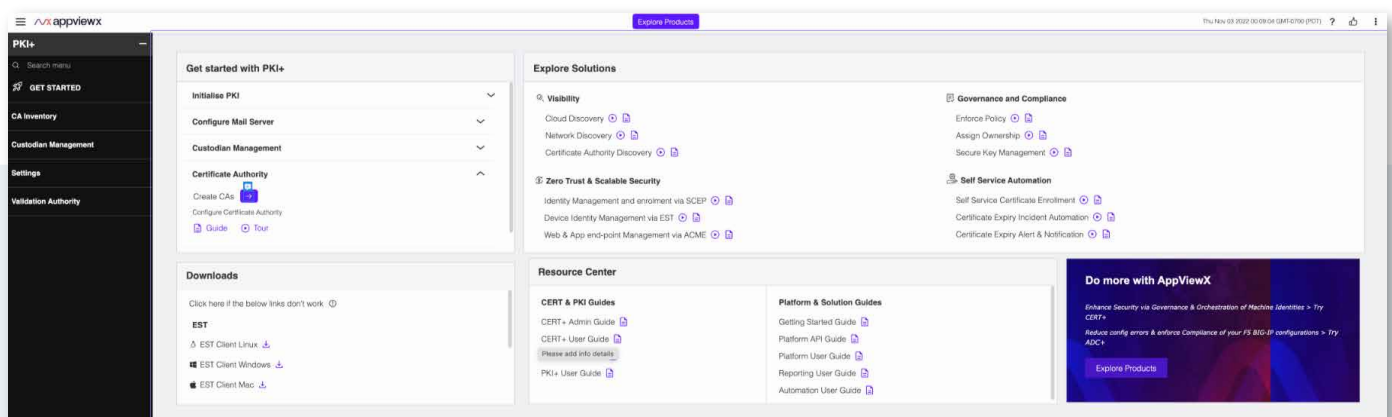 appviewx
Explore Products
Thu Nov 03 2022 00:09:04 GMT-0700 (PDT)
PKI+
Search menu
GET STARTED
CA Inventory
Custodian Management
Settings
Validation Authority
Get started with PKI+
Initialise PKI
Configure Mail Server
Custodian Management
Certificate Authority
Create CAs
Configure Certificate Authority
Guide Tour
Explore Solutions
Visibility
Cloud Discovery
Network Discovery
Certificate Authority Discovery
Zero Trust & Scalable Security
Identity Management and enrolment via SCEP
Device Identity Management via EST
Web & App end-point Management via ACME
Governance and Compliance
Enforce Policy
Assign Ownership
Secure Key Management
Self Service Automation
Self Service Certificate Enrollment
Certificate Expiry Incident Automation
Certificate Expiry Alert & Notification
Downloads
Click here if the below links don't work
EST
EST Client Linux
EST Client Windows
EST Client Mac
Resource Center
CERT & PKI Guides
CERT+ Admin Guide
CERT+ User Guide
Please add info details
PKI+ User Guide
Platform & Solution Guides
Getting Started Guide
Platform API Guide
Platform User Guide
Reporting User Guide
Automation User Guide
Do more with AppViewX
Enhance Security via Governance & Orchestration of Machine Identities > Try
CERT+
Reduce config errors & enforce Compliance of your F5 BIG-IP configurations > Try
ADC+
Explore Products